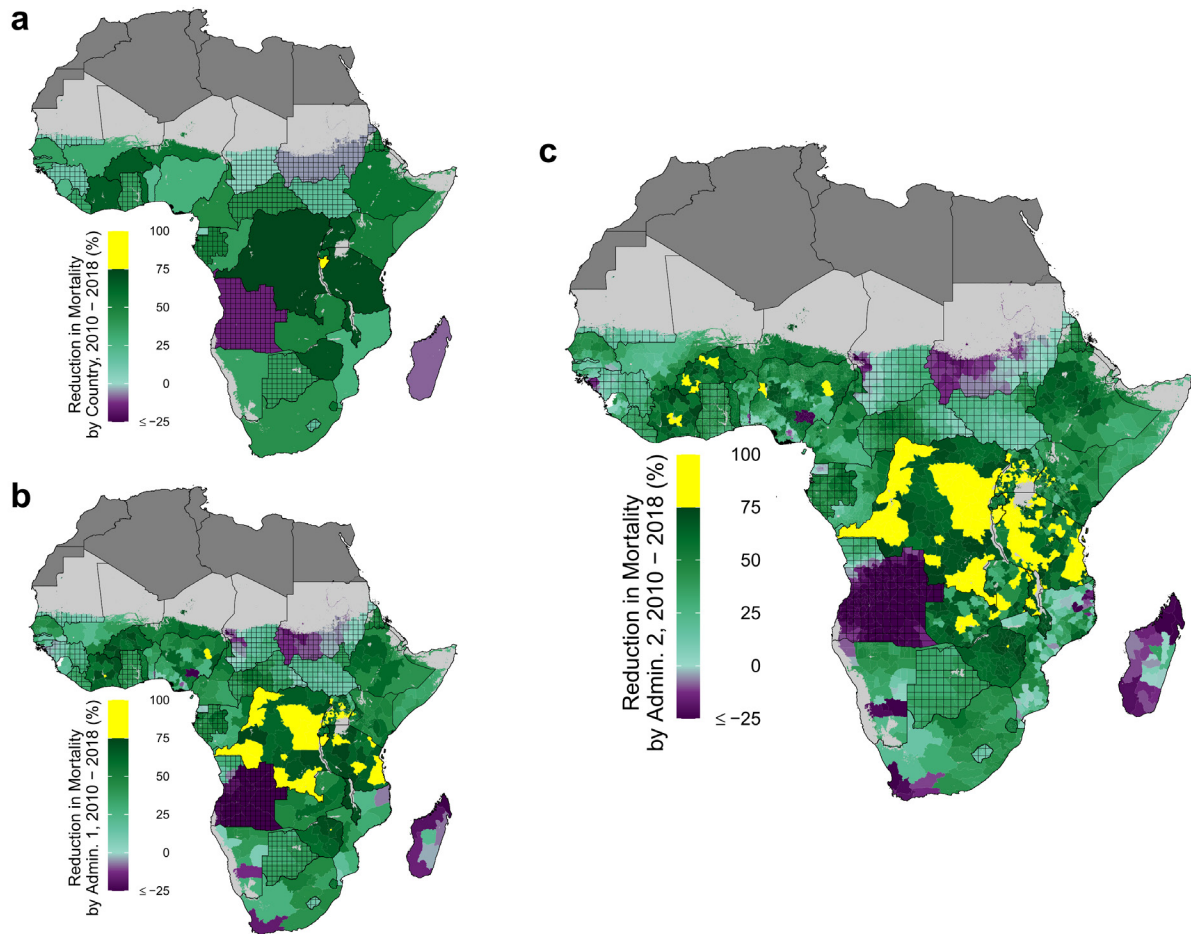 a
Reduction in Mortality
by Country, 2010 − 2018 (%)
100
75
50
25
0
≤ −25
b
Reduction in Mortality
by Admin. 1, 2010 − 2018 (%)
100
75
50
25
0
≤ −25
c
Reduction in Mortality
by Admin. 2, 2010 − 2018 (%)
100
75
50
25
0
≤ −25